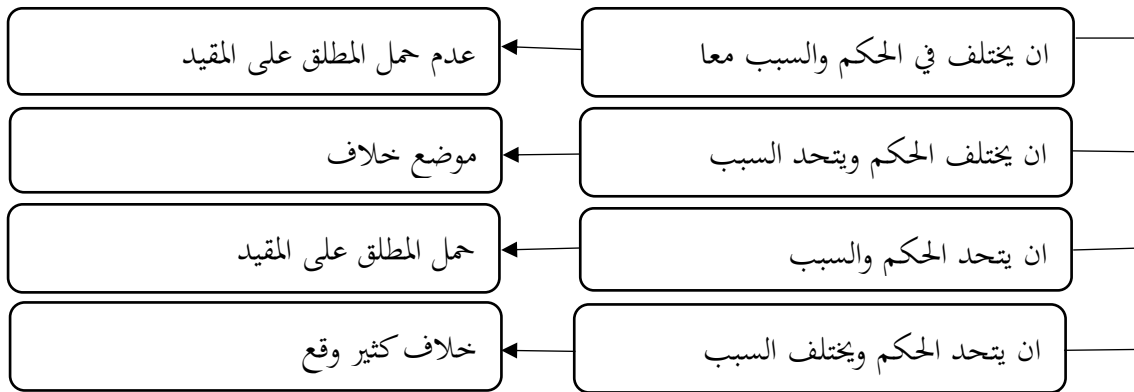 ان يختلف في الحكم والسبب معا
عدم حمل المطلق على المقيد
ان يختلف الحكم ويتحد السبب
موضع خلاف
ان يتحد الحكم والسبب
حمل المطلق على المقيد
ان يتحد الحكم ويختلف السبب
خلاف كثير وقع